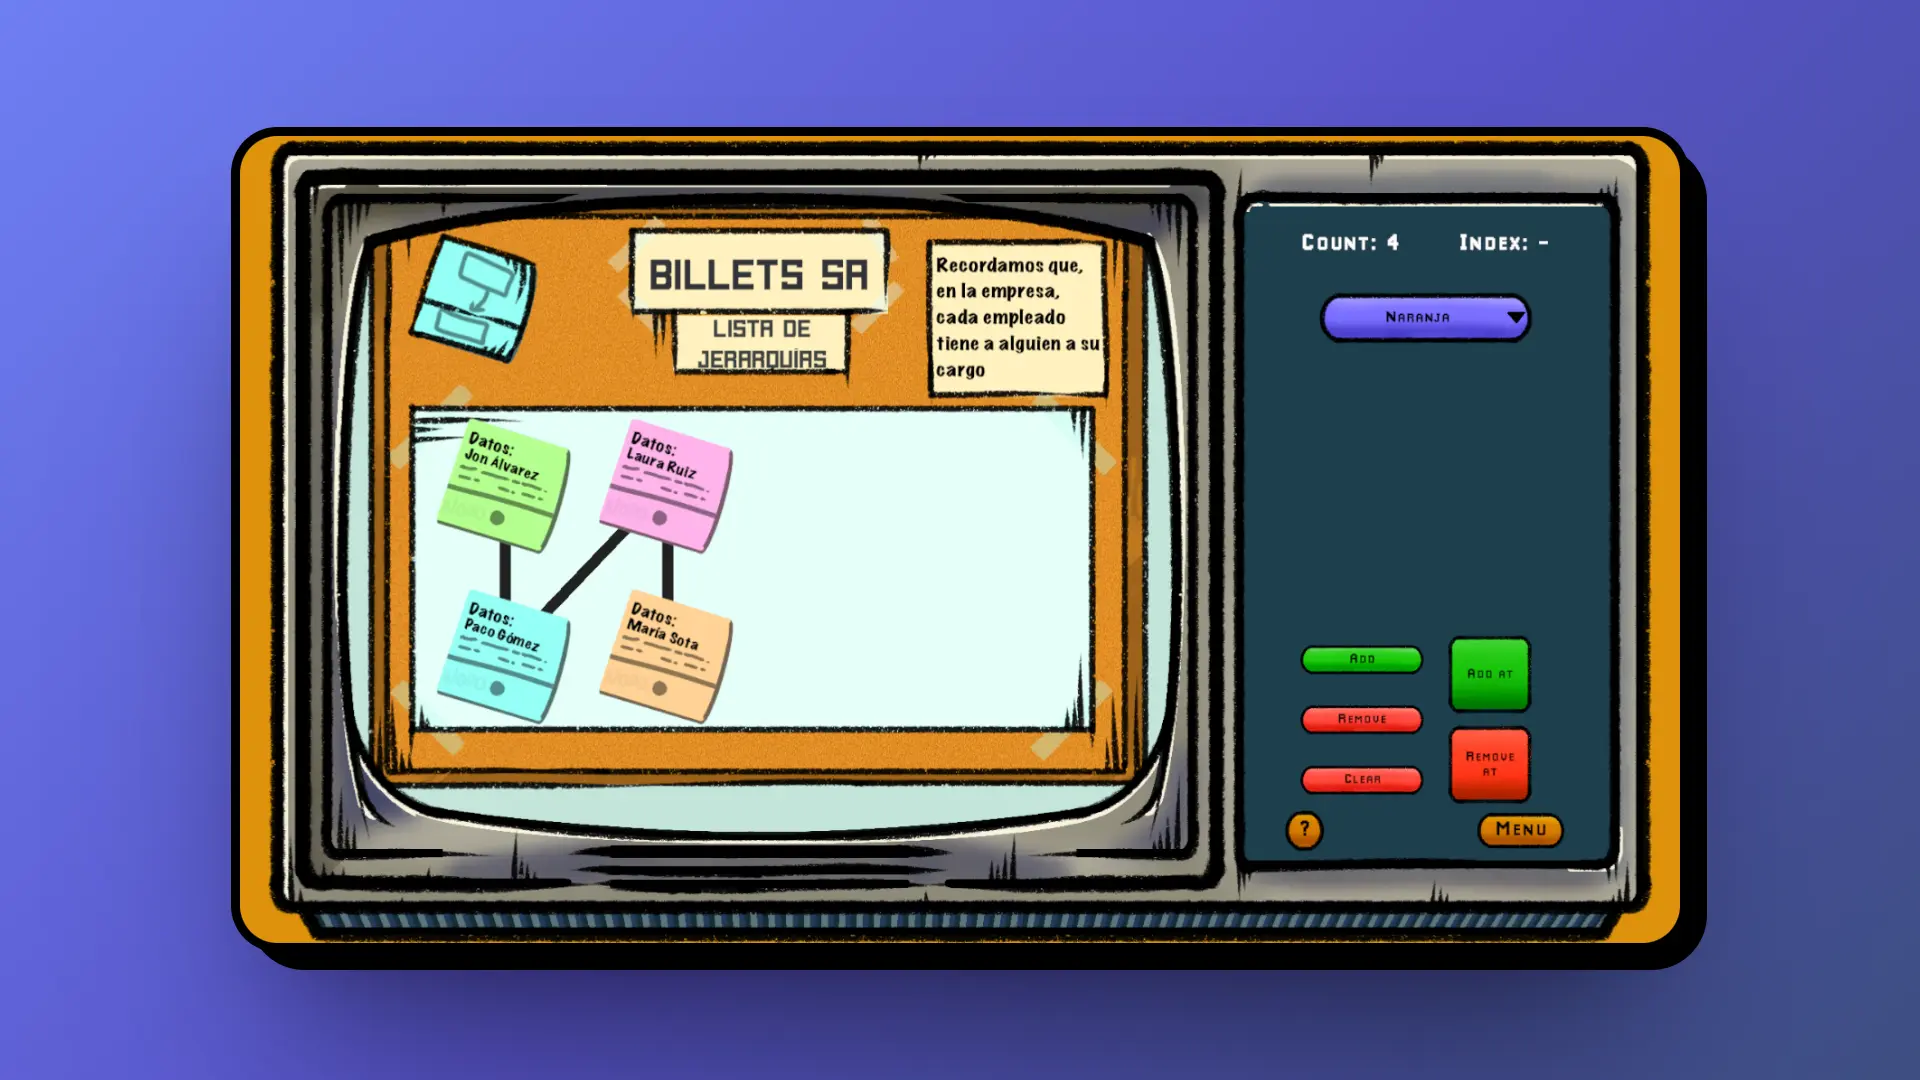 BILLETS SA
LISTA DE
JERARQUÍAS
Recordamos que,
en la empresa,
cada empleado
tiene a alguien a su
cargo
Datos:
Jon Álvarez
Datos:
Laura Ruiz
Datos:
Paco Gómez
Datos:
María Sota
Count: 4
Index: -
Naranja
Add
Add at
Remove
Remove
at
Clear
?
Menu